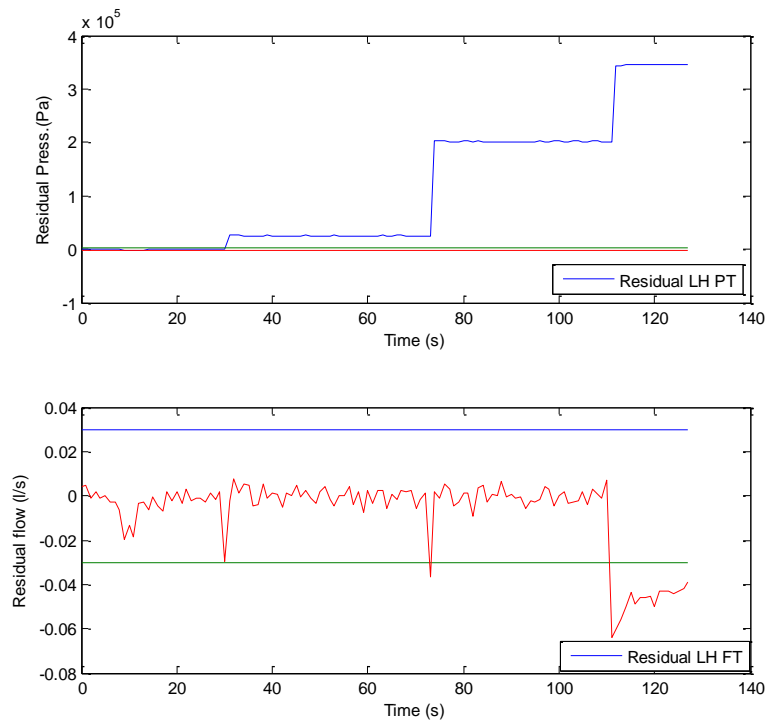 x 10^5
4
3
2
1
0
-1
Residual Press.(Pa)
0 20 40 60 80 100 120 140
Time (s)
Residual LH PT
0.04
0.02
0
-0.02
-0.04
-0.06
-0.08
Residual flow (l/s)
0 20 40 60 80 100 120 140
Time (s)
Residual LH FT